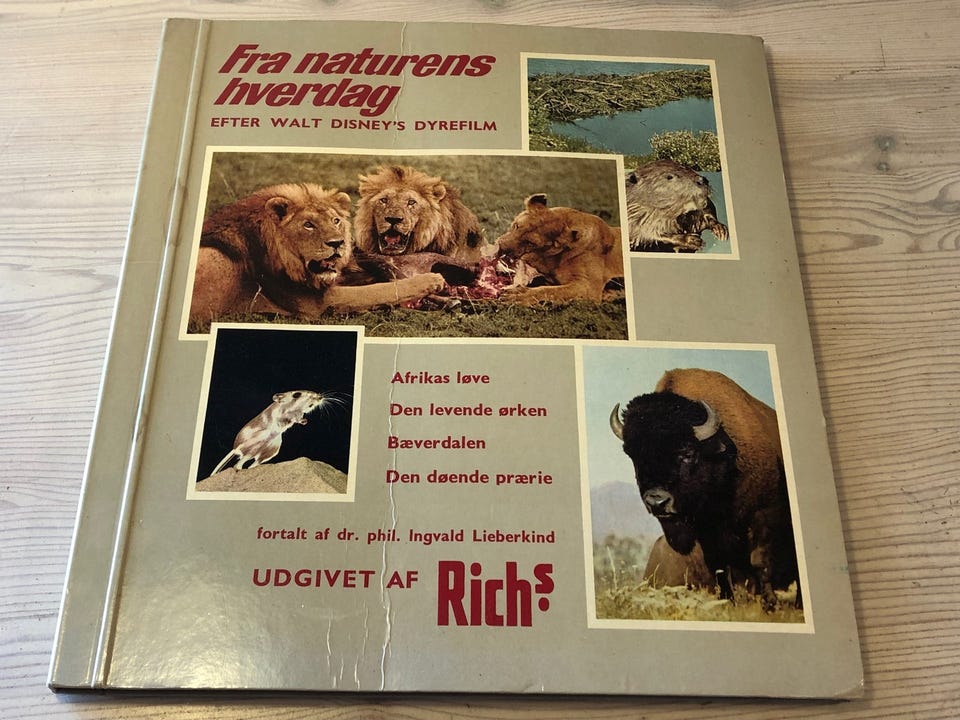 Fra naturens
hverdag
EFTER WALT DISNEY'S DYREFILM
Afrikas løve
Den levende ørken
Bæverdalen
Den døende prærie
fortalt af dr. phil. Ingvald Lieberkind
UDGIVET AF Rich's